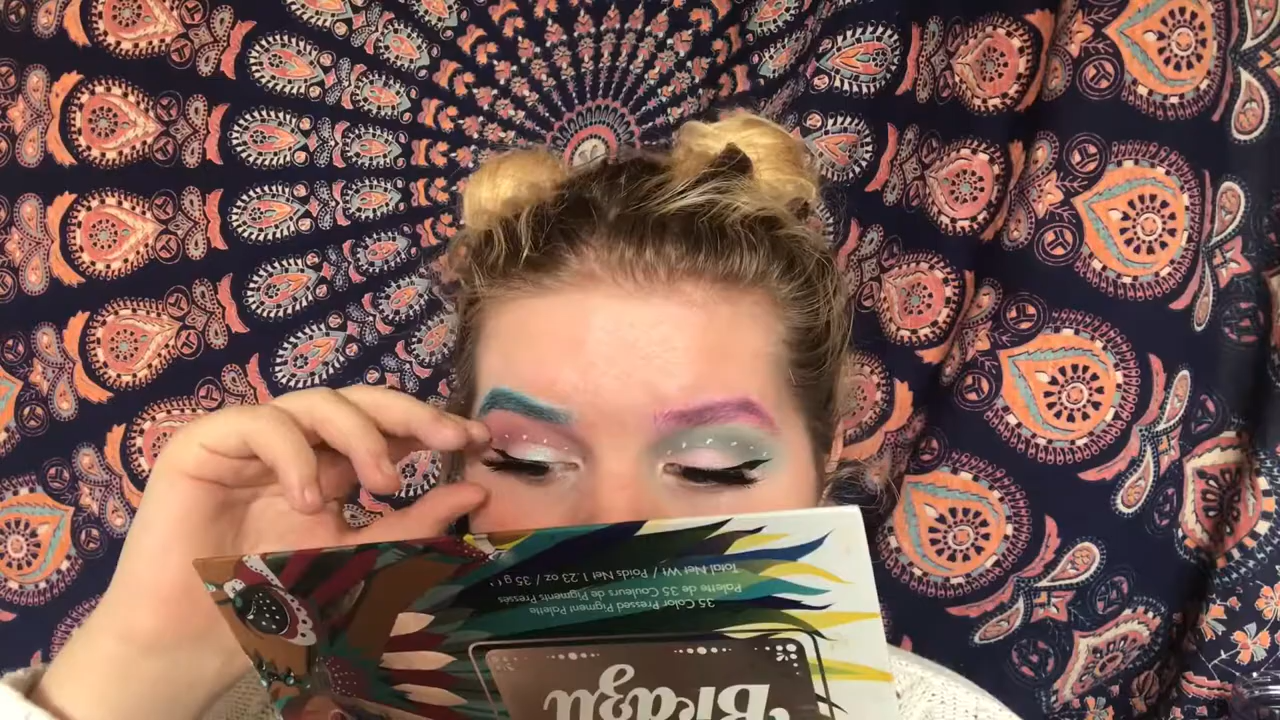 Brazil
35 Color Pressed Pigment Palette
Palette de 35 Couleurs de Pigments Pressés
Total Net Wt / Poids Net 1.23 oz / 35 g